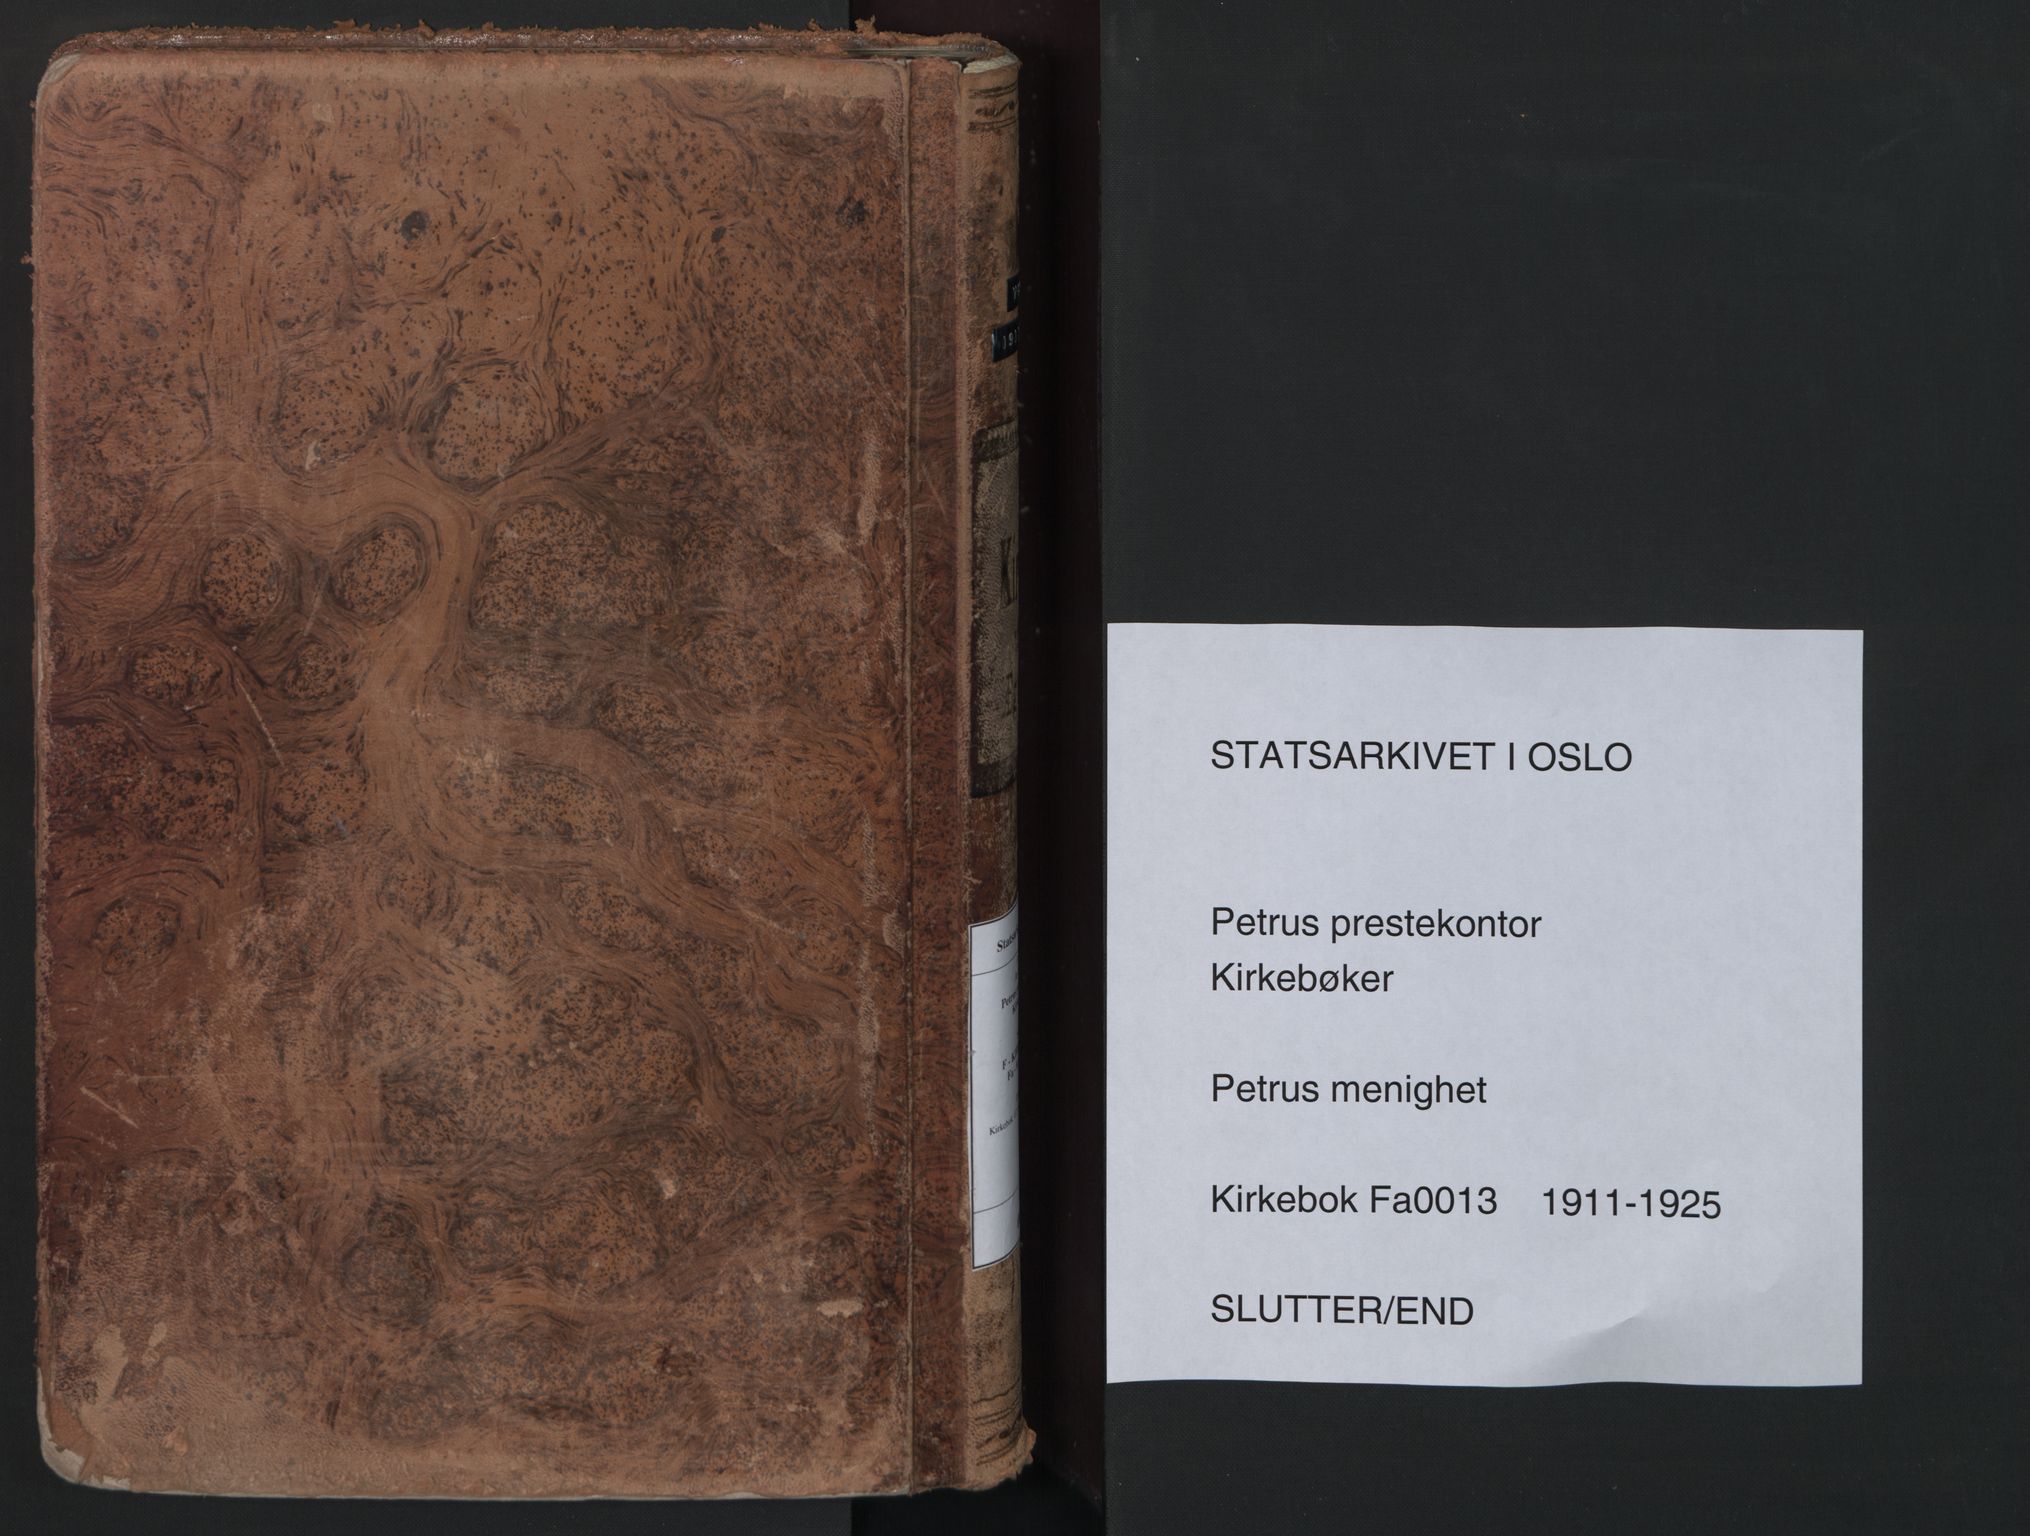 STATSARKIVET I OSLO
Petrus prestekontor
Kirkebøker
Petrus menighet
Kirkebok Fa0013 1911-1925
SLUTTER/END